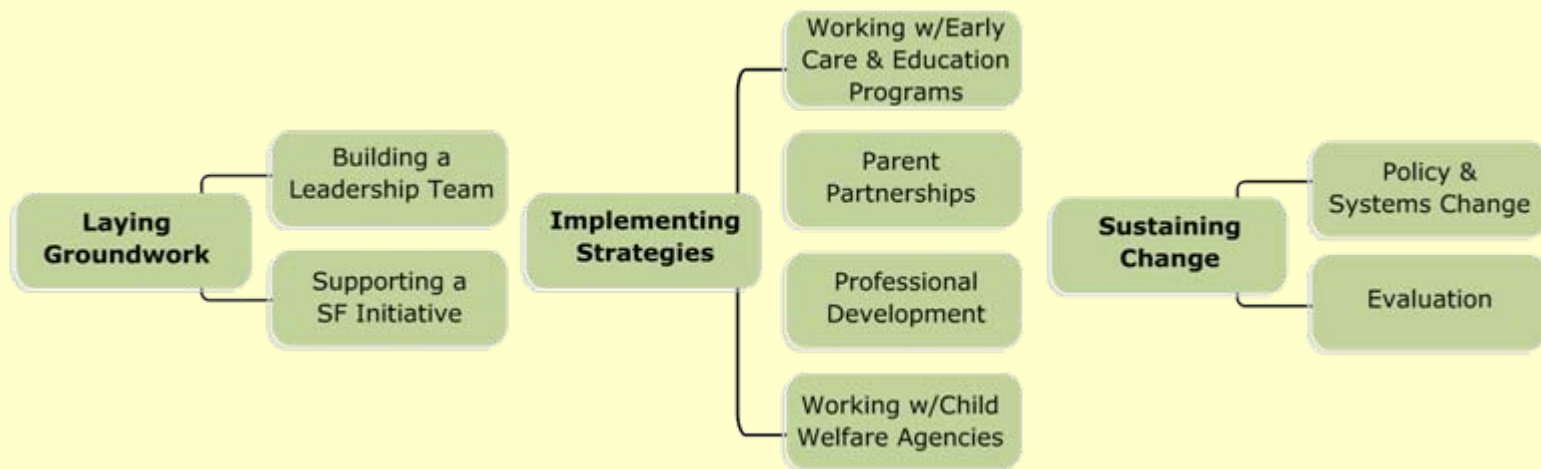 Laying
Groundwork
Building a
Leadership Team
Supporting a
SF Initiative
Implementing
Strategies
Working w/Early
Care & Education
Programs
Parent
Partnerships
Professional
Development
Working w/Child
Welfare Agencies
Sustaining
Change
Policy &
Systems Change
Evaluation